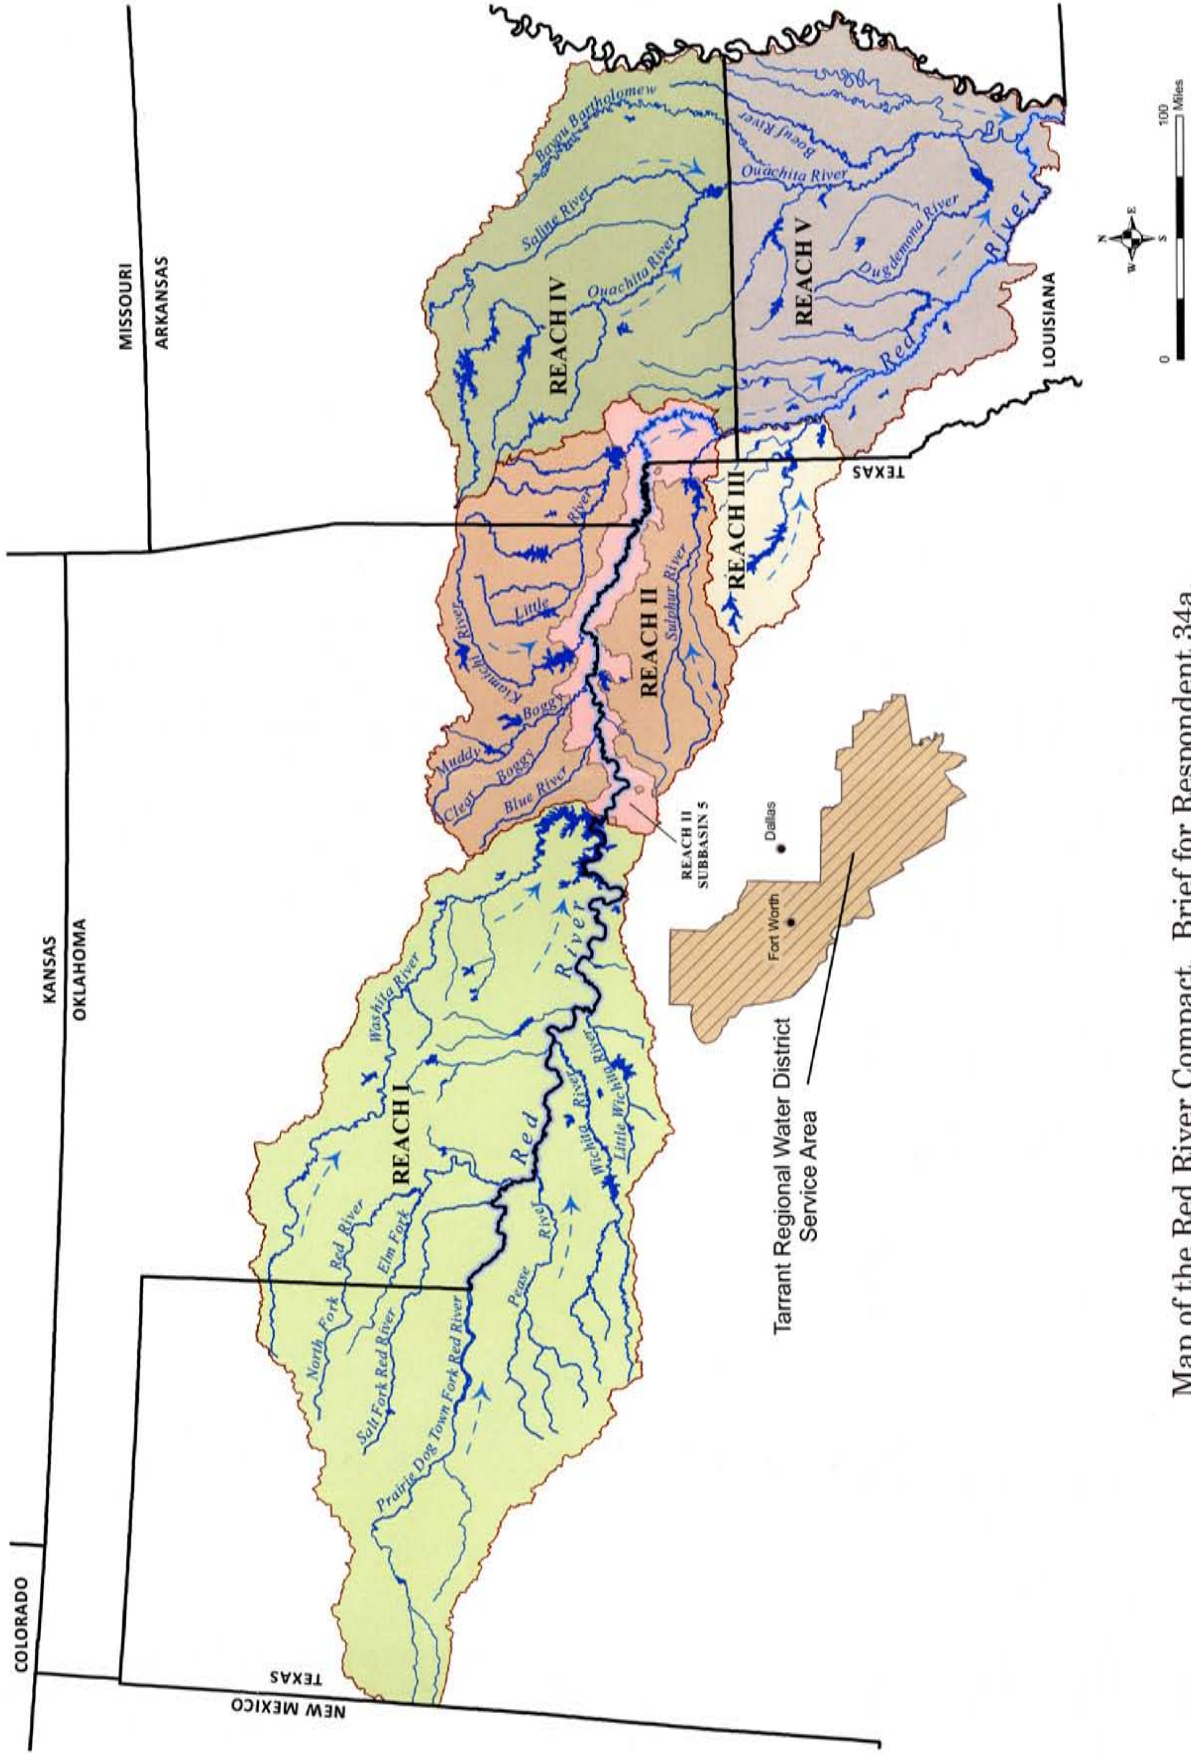 COLORADO
KANSAS
OKLAHOMA
MISSOURI
ARKANSAS
NEW MEXICO
TEXAS
North Fork Red River
Salt Fork Red River
Elm Fork
Prairie Dog Town Fork Red River
Pease River
REACH I
Washita River
Red River
Wichita River
Little Wichita River
Clear Boggy
Muddy Boggy
Blue River
Kiamichi River
Little River
REACH II
Sulphur River
REACH II
SUBBASIN 5
REACH III
TEXAS
REACH IV
Ouachita River
Saline River
Bayou Bartholomew
REACH V
Ouachita River
Boeuf River
Dugdemona River
Red River
LOUISIANA
Fort Worth
Dallas
Tarrant Regional Water District
Service Area
N
W
E
S
0
100
Miles
Map of the Red River Compact. Brief for Respondent 34a